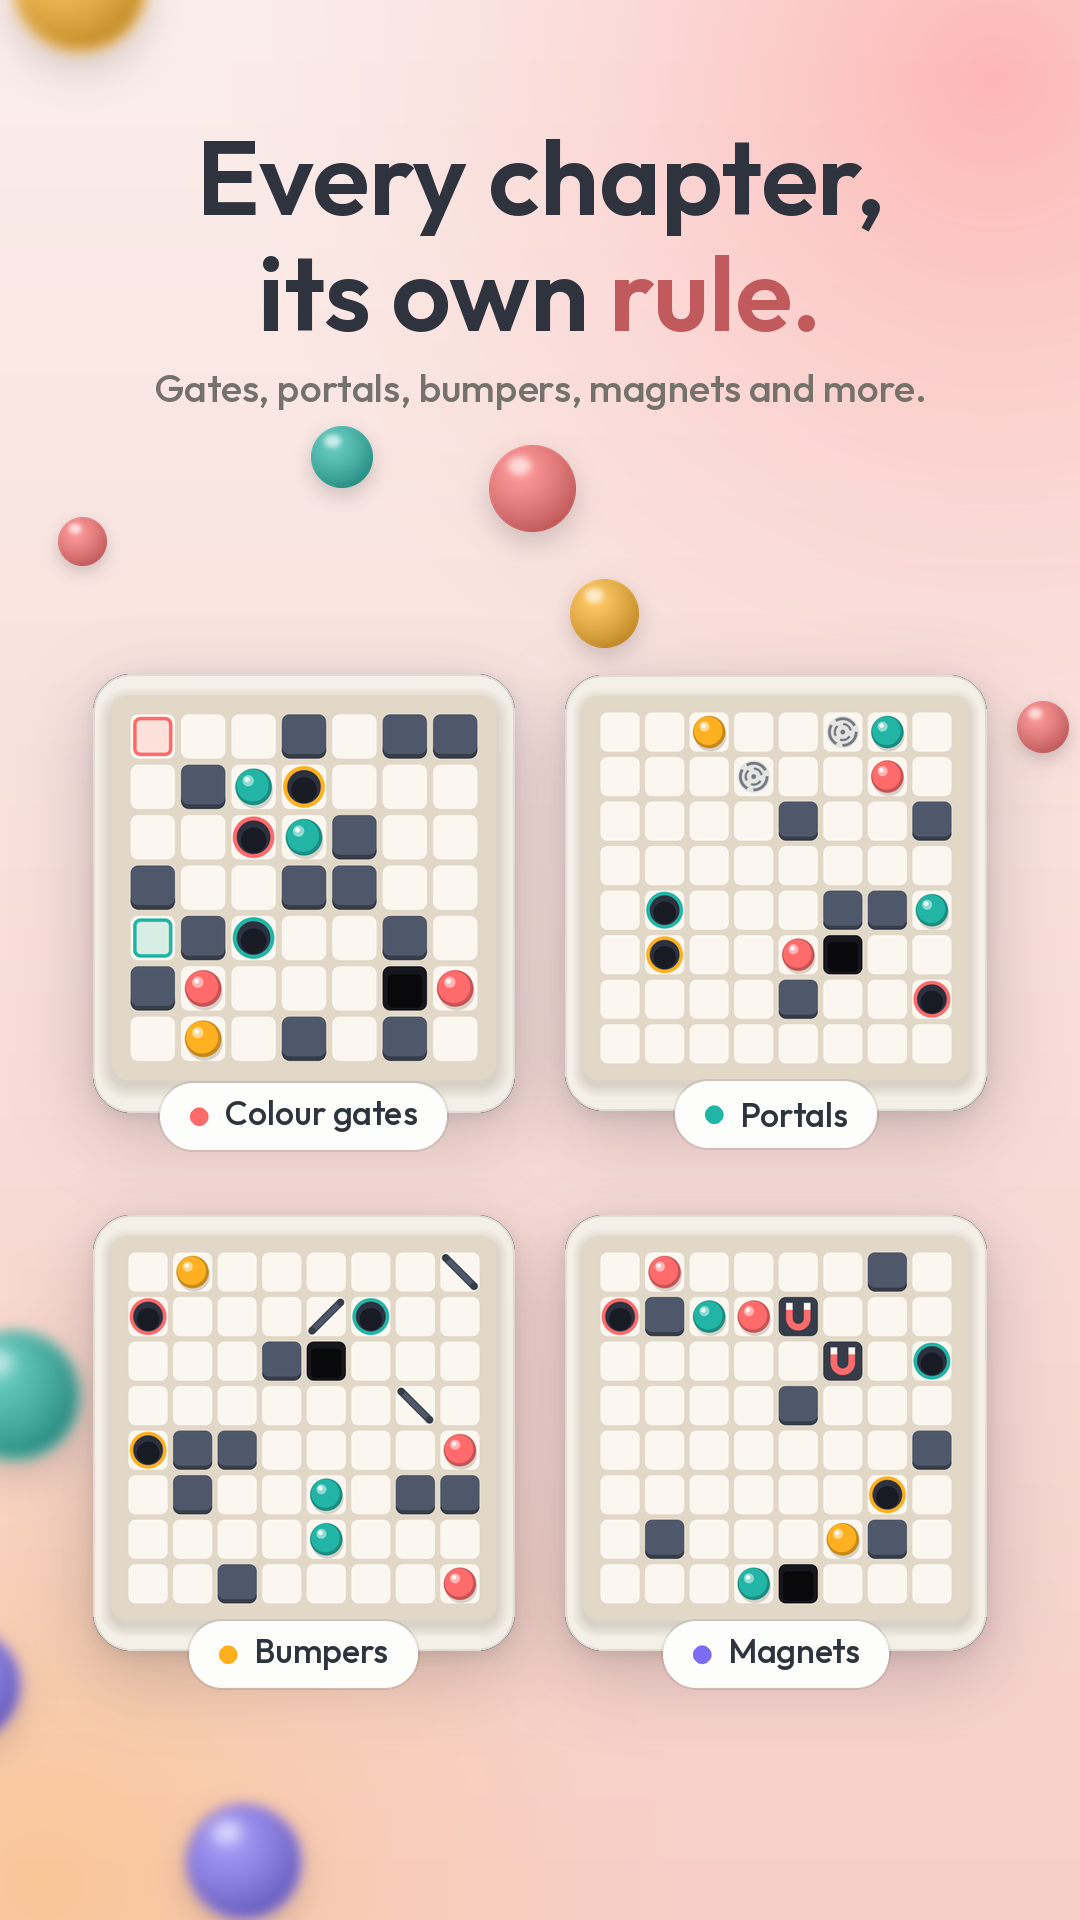 Every chapter,
its own rule.
Gates, portals, bumpers, magnets and more.
Colour gates
Portals
Bumpers
Magnets